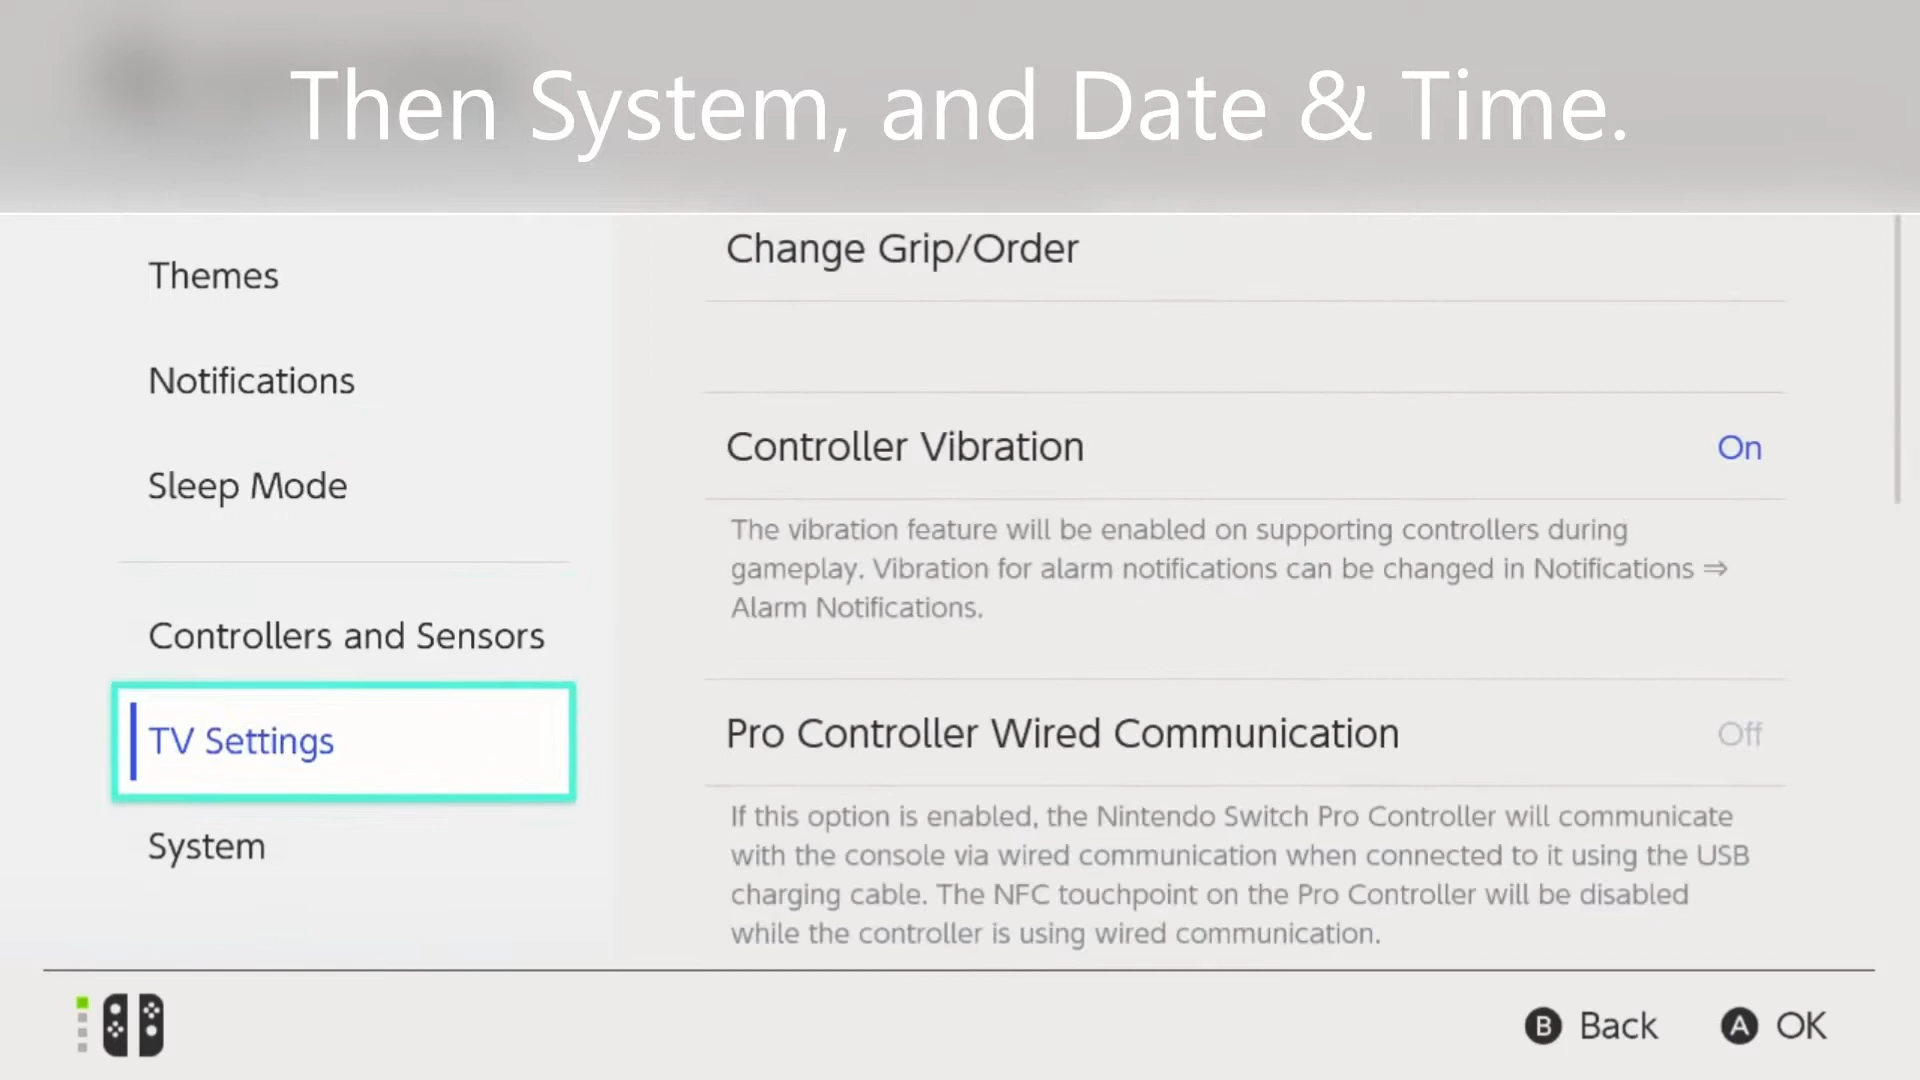 Then System, and Date & Time.
Themes
Notifications
Sleep Mode
Controllers and Sensors
TV Settings
System
Change Grip/Order
Controller Vibration
On
The vibration feature will be enabled on supporting controllers during
gameplay. Vibration for alarm notifications can be changed in Notifications ⇒
Alarm Notifications.
Pro Controller Wired Communication
Off
If this option is enabled, the Nintendo Switch Pro Controller will communicate
with the console via wired communication when connected to it using the USB
charging cable. The NFC touchpoint on the Pro Controller will be disabled
while the controller is using wired communication.
B Back
A OK